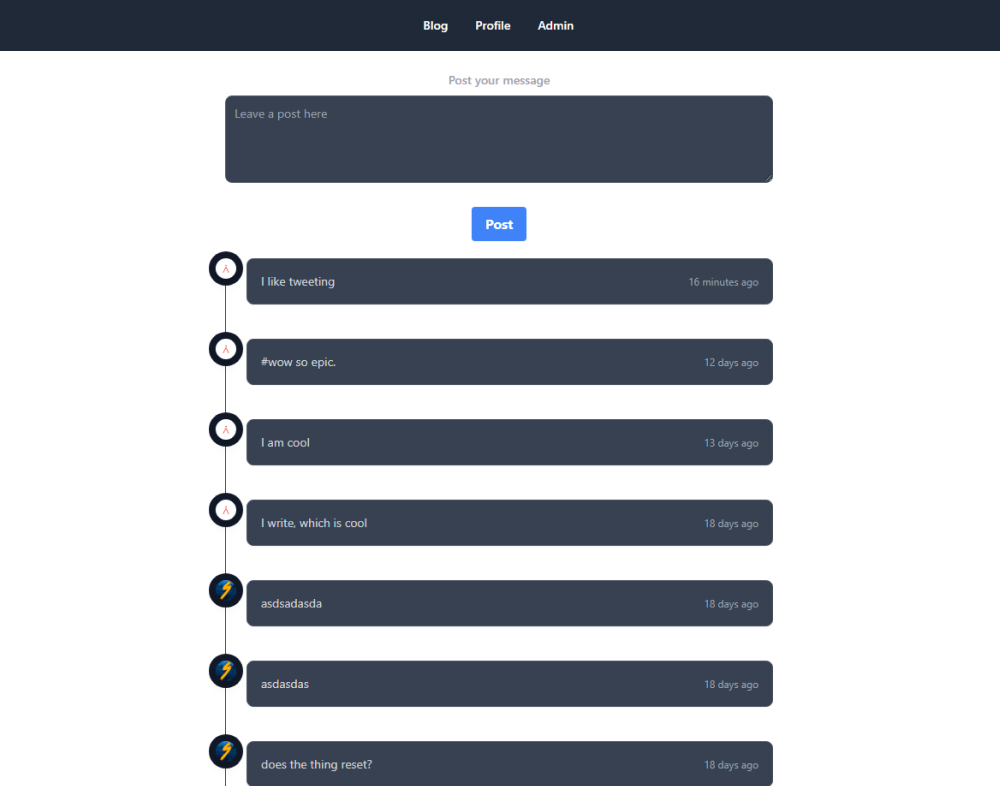 Blog Profile Admin
Post your message
Leave a post here
Post
I like tweeting 16 minutes ago
#wow so epic. 12 days ago
I am cool 13 days ago
I write, which is cool 18 days ago
asdsadasda 18 days ago
asdasdas 18 days ago
does the thing reset? 18 days ago